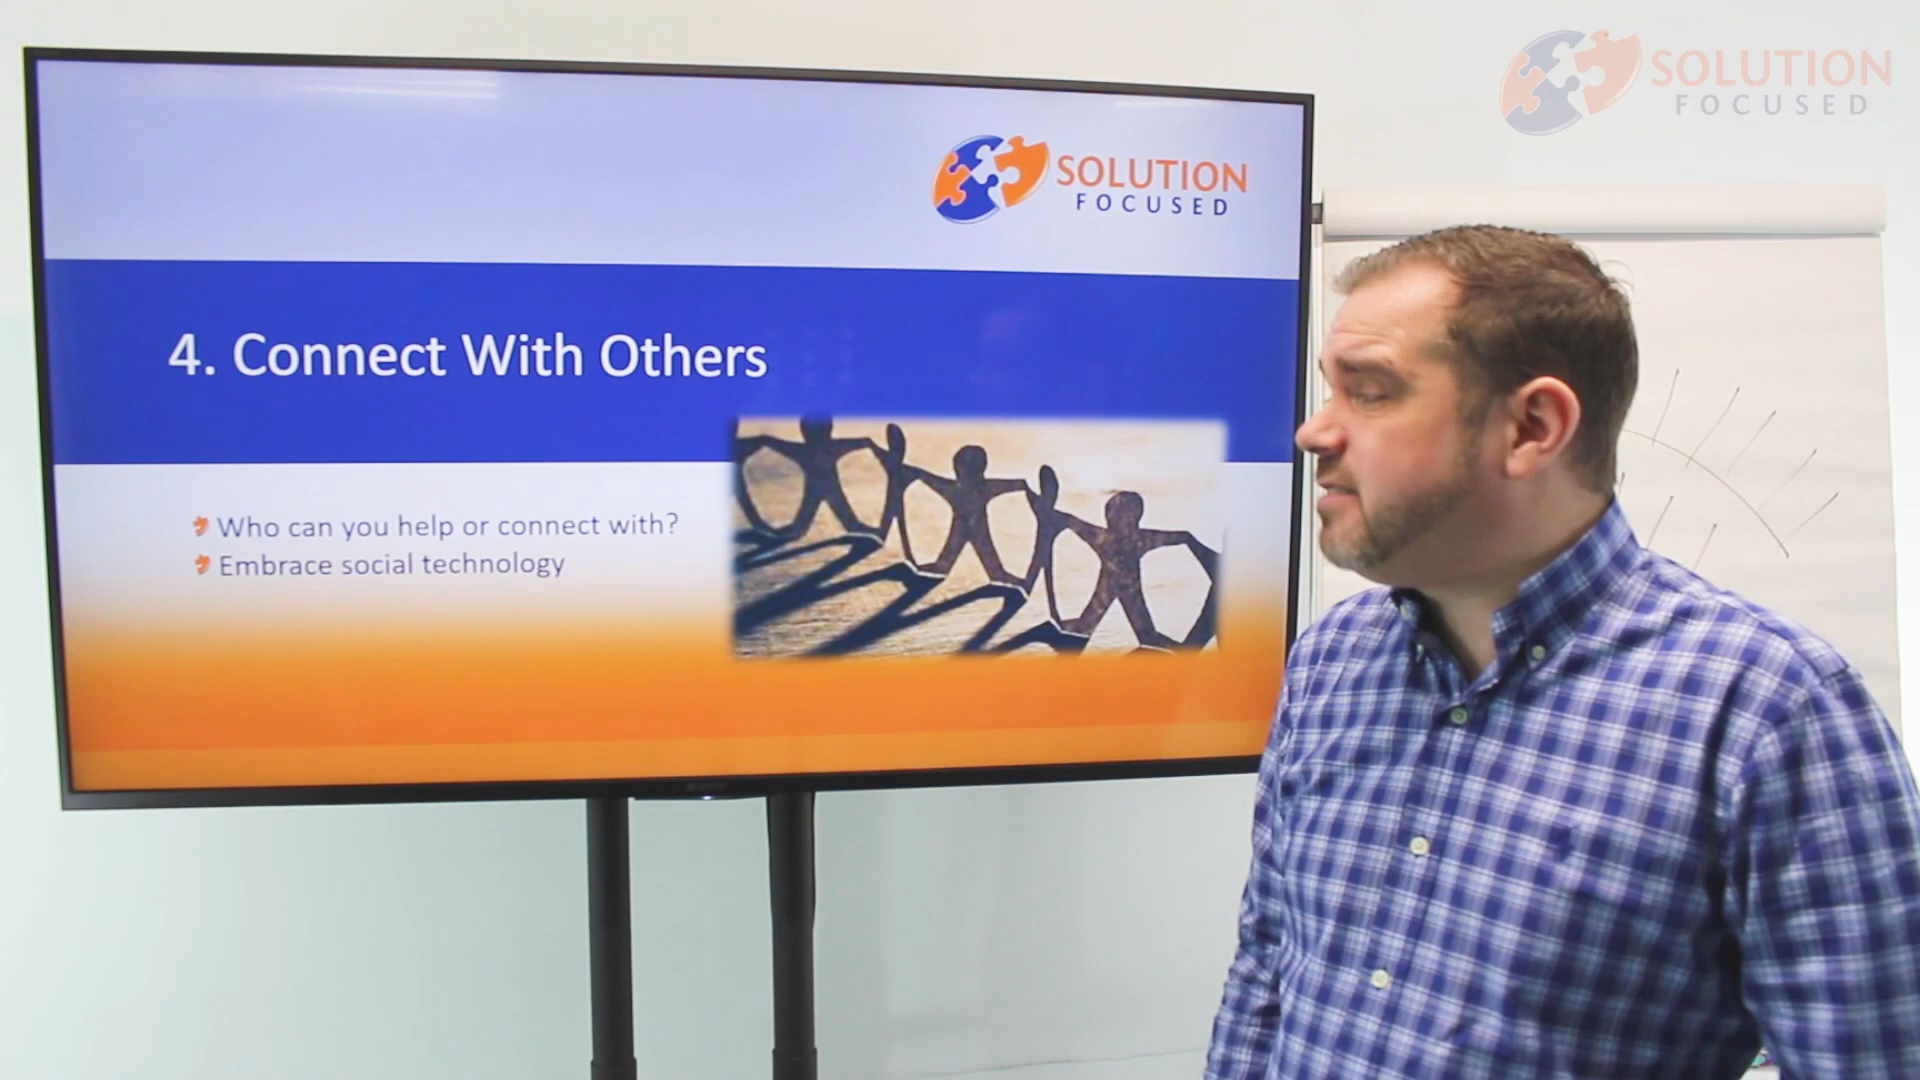 SOLUTION
FOCUSED
SOLUTION
FOCUSED
4. Connect With Others
Who can you help or connect with?
Embrace social technology